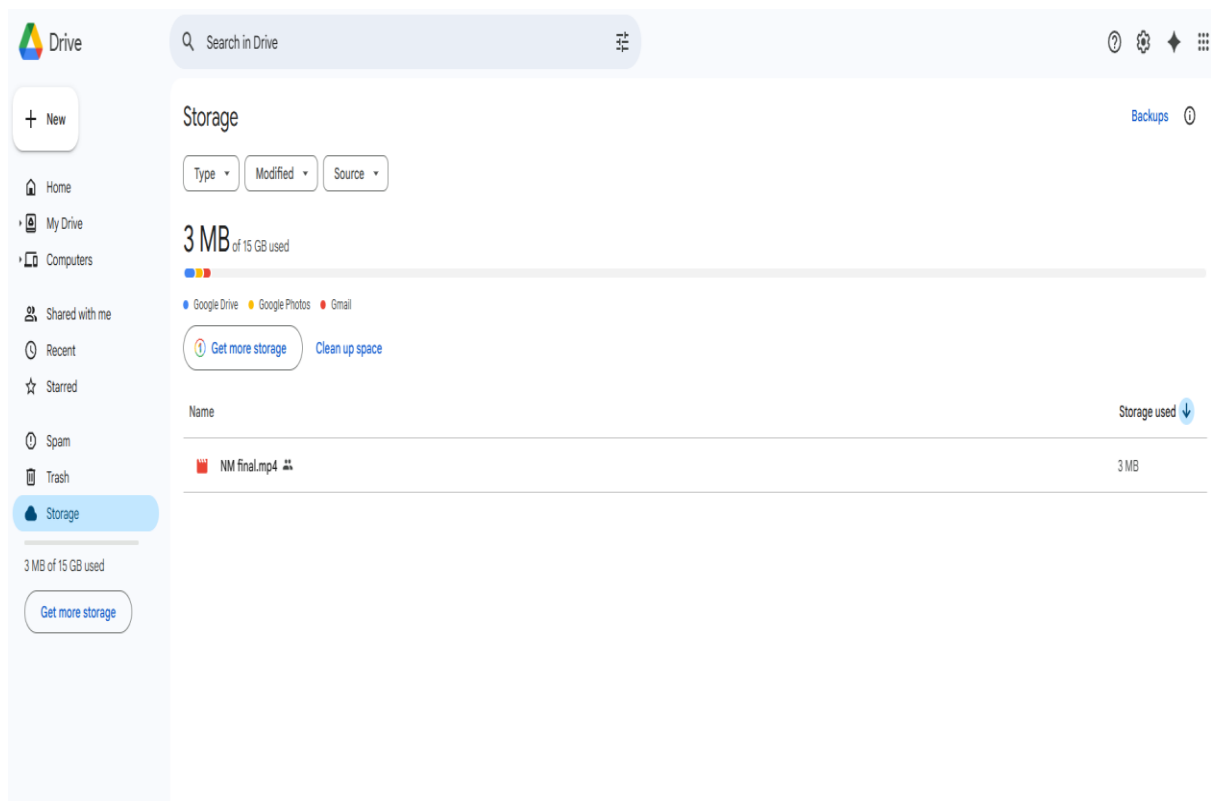 Drive
Search in Drive
New
Storage
Backups
Type
Modified
Source
Home
My Drive
Computers
3 MB of 15 GB used
Google Drive
Google Photos
Gmail
Shared with me
Recent
Starred
Get more storage
Clean up space
Name
Storage used
Spam
Trash
Storage
NM final.mp4
3 MB
3 MB of 15 GB used
Get more storage